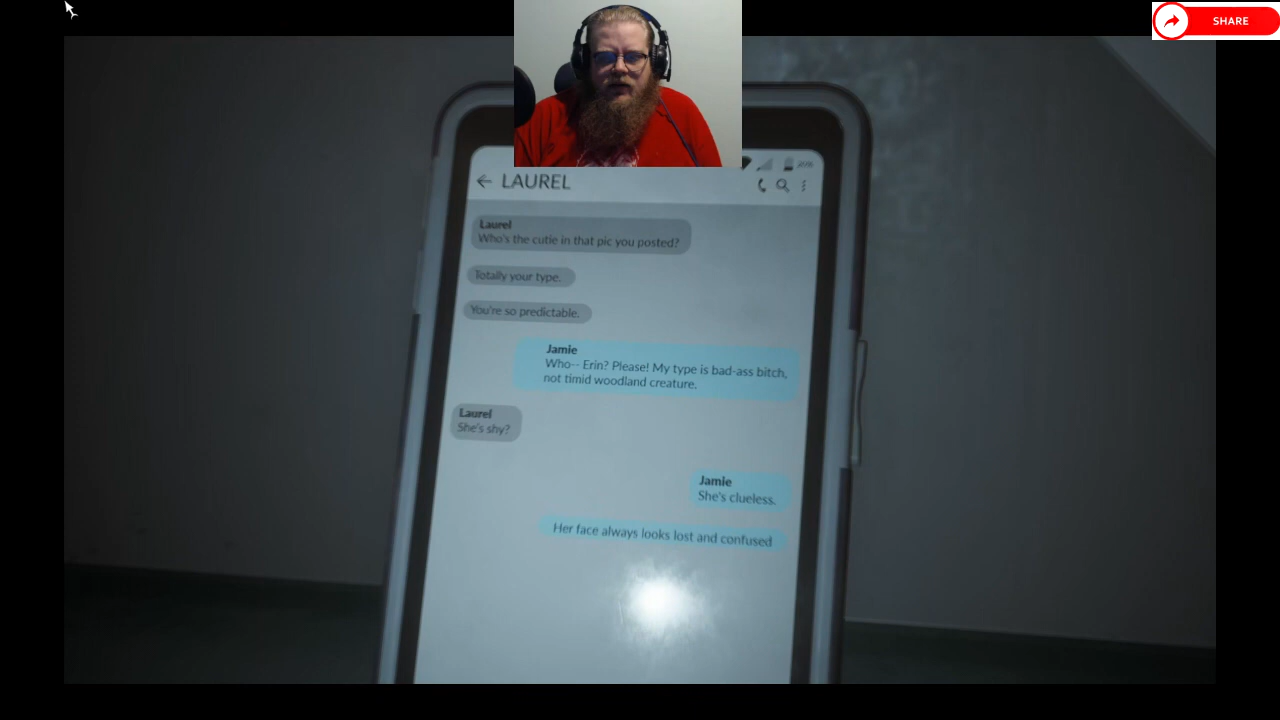 SHARE
20%
LAUREL
Laurel
Who's the cutie in that pic you posted?
Totally your type.
You're so predictable.
Jamie
Who-- Erin? Please! My type is bad-ass bitch,
not timid woodland creature.
Laurel
She's shy?
Jamie
She's clueless.
Her face always looks lost and confused